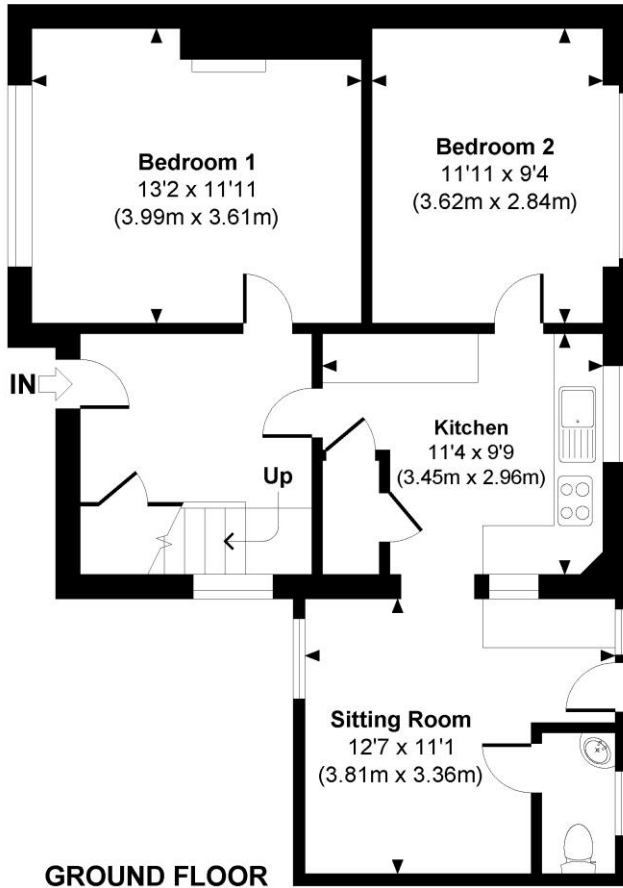 Bedroom 1
13'2 x 11'11
(3.99m x 3.61m)
Bedroom 2
11'11 x 9'4
(3.62m x 2.84m)
IN
Up
Kitchen
11'4 x 9'9
(3.45m x 2.96m)
Sitting Room
12'7 x 11'1
(3.81m x 3.36m)
GROUND FLOOR